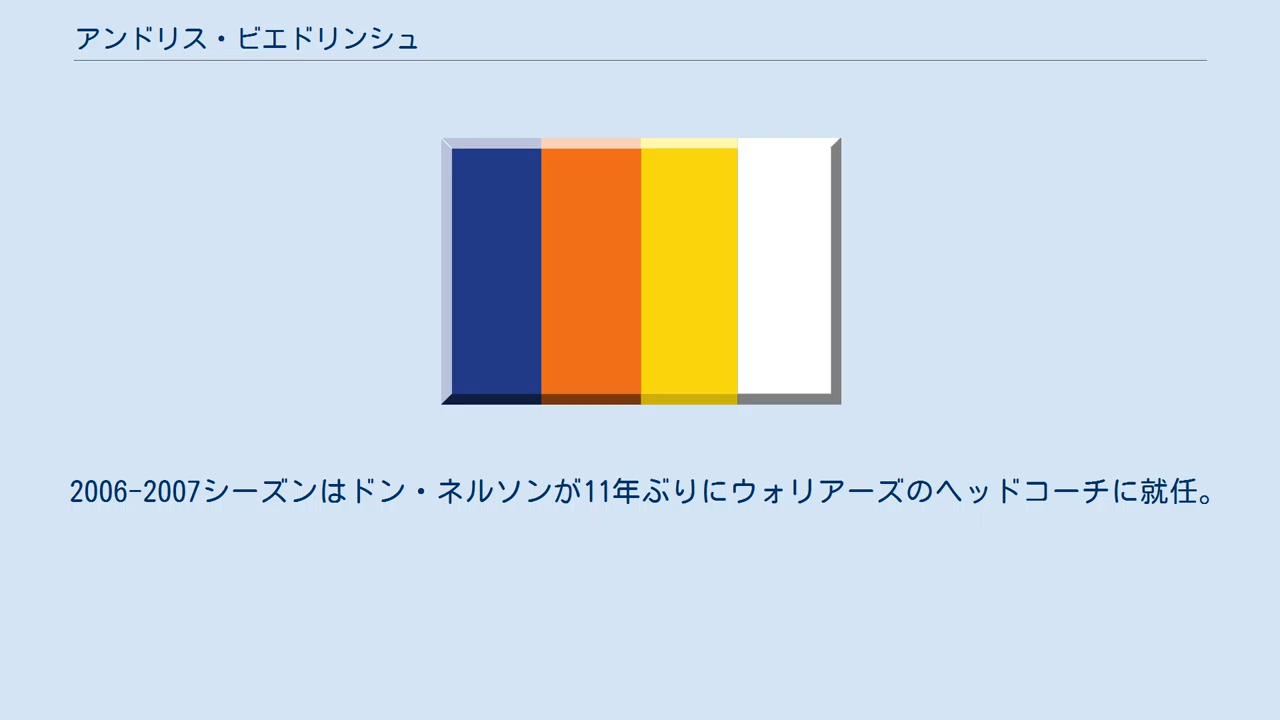 アンドリス・ビエドリンシュ
2006-2007シーズンはドン・ネルソンが11年ぶりにウォリアーズのヘッドコーチに就任。